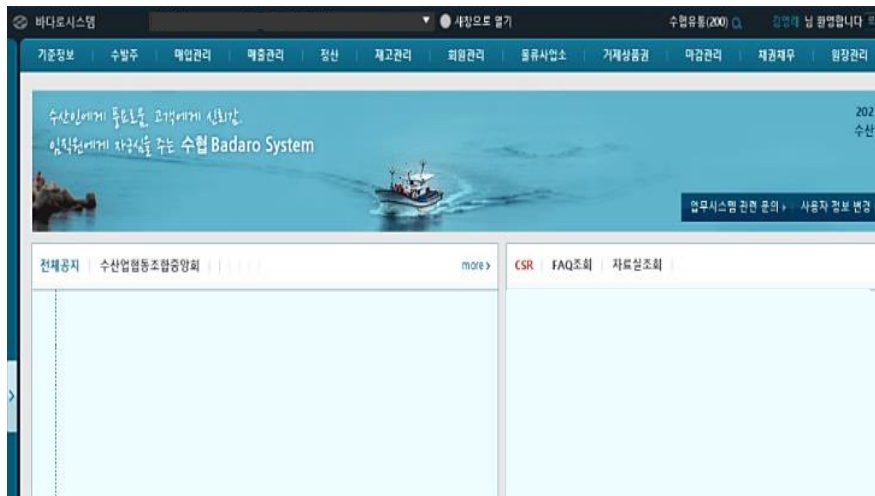 바다로시스템
새창으로 열기
수협유통(200)
님 환영합니다
기준정보 수발주 매입관리 매출관리 정산 재고관리 회원관리 물류사업소 거제상품권 마감관리 채권채무 원장관리
수산인에게 풍요로움, 고객에게 신뢰감,
임직원에게 자긍심을 주는 수협 Badaro System
202
수산
업무시스템 관련 문의 사용자 정보 변경
전체공지 수산업협동조합중앙회 more >
CSR FAQ조회 자료실조회